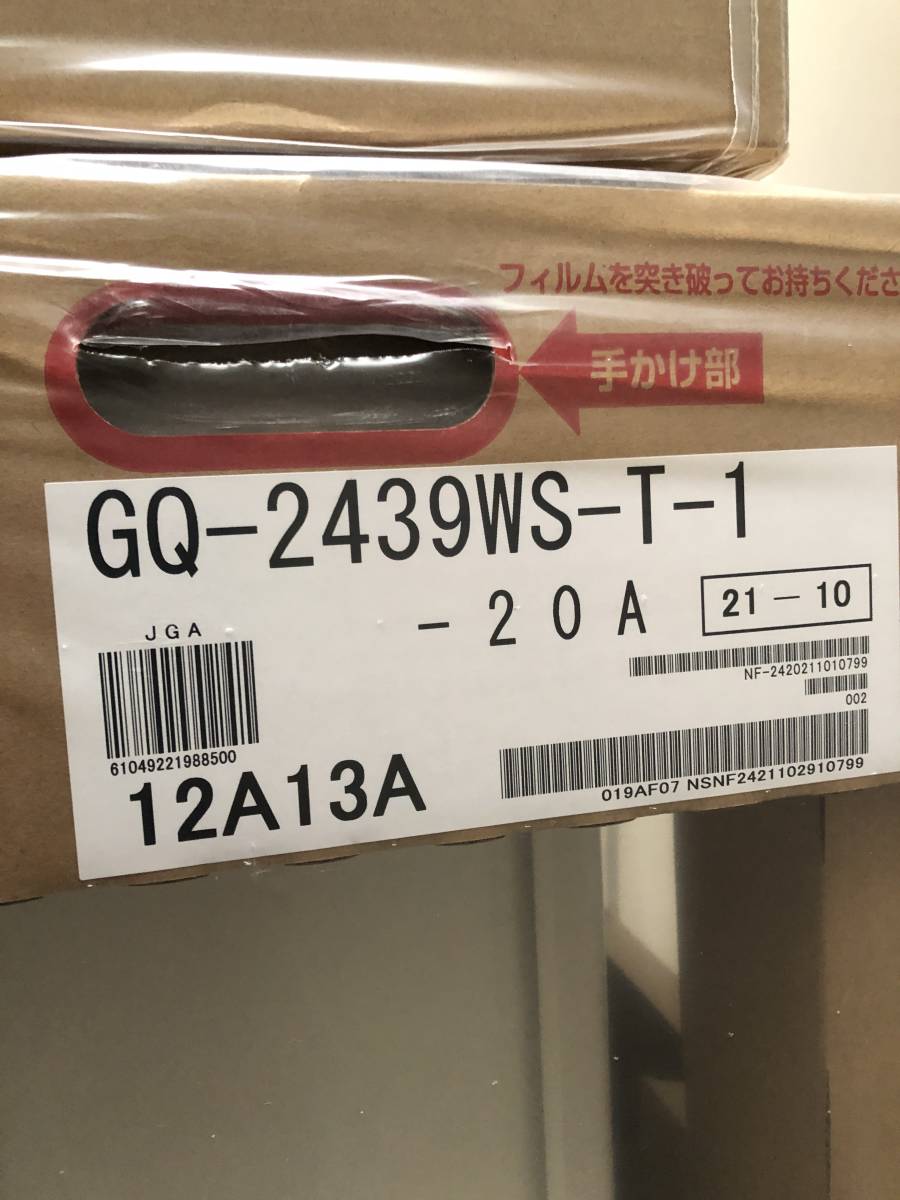 フィルムを突き破ってお持ちくださ
手かけ部
GQ-2439WS-T-1
-20A
21-10
JGA
61049221988500
NF-2420211010799
002
12A13A
019AF07 NSNF2421102910799